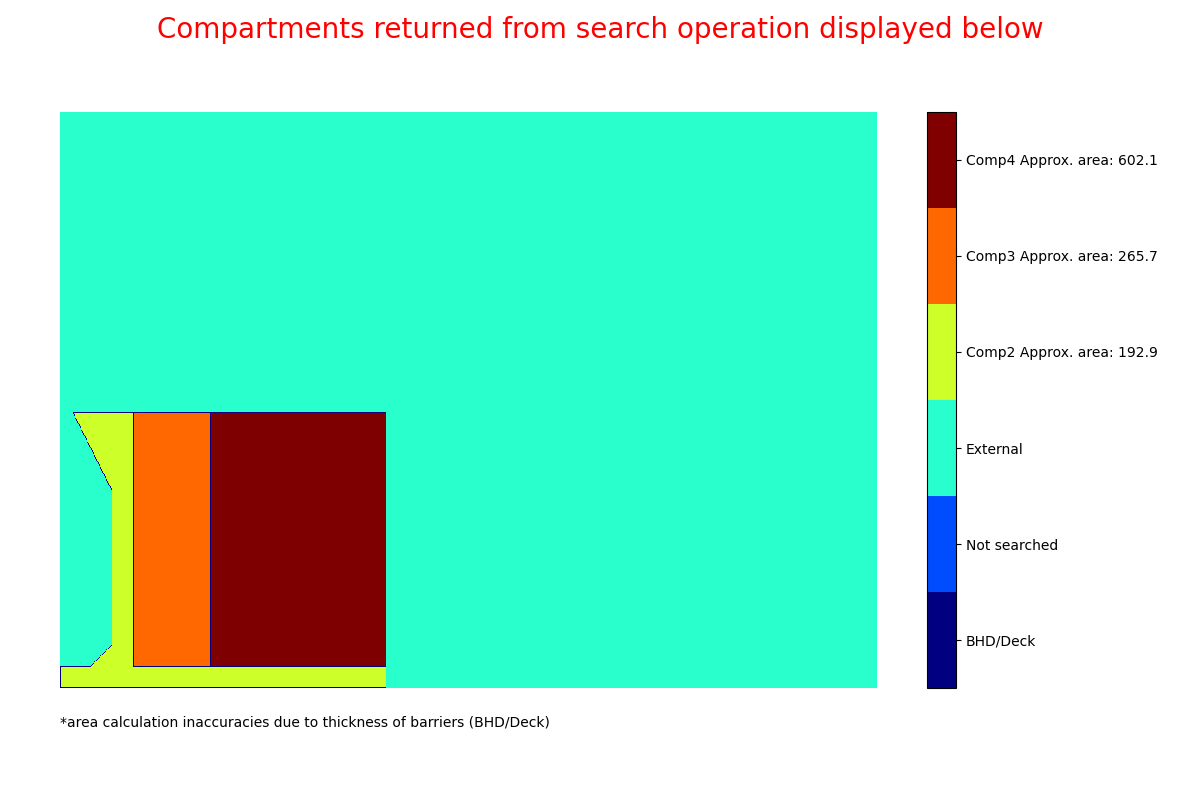 Compartments returned from search operation displayed below
Comp4 Approx. area: 602.1
Comp3 Approx. area: 265.7
Comp2 Approx. area: 192.9
External
Not searched
BHD/Deck
*area calculation inaccuracies due to thickness of barriers (BHD/Deck)